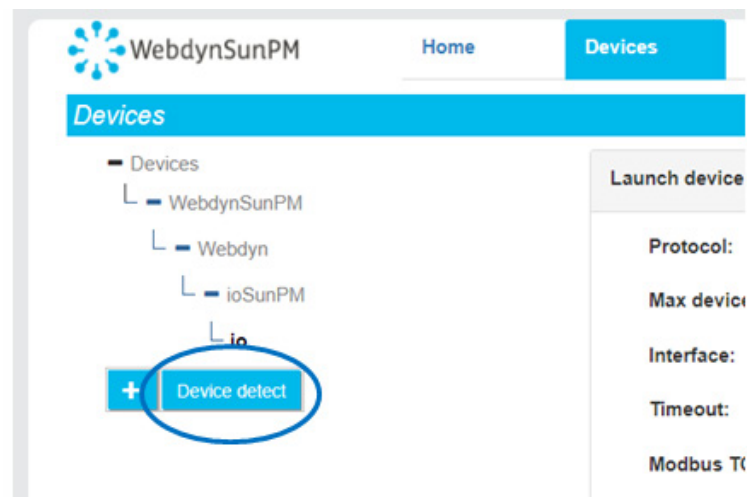 WebdynSunPM Home Devices
Devices
Devices
WebdynSunPM
Webdyn
ioSunPM
io
+ Device detect
Launch device
Protocol:
Max device
Interface:
Timeout:
Modbus TC